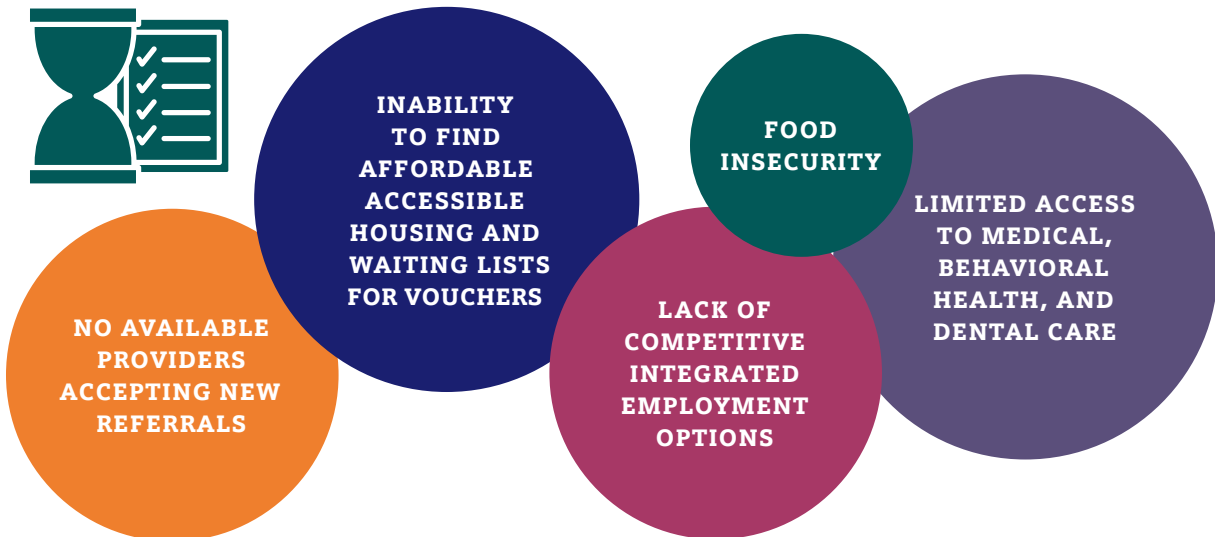 NO AVAILABLE
PROVIDERS
ACCEPTING NEW
REFERRALS
INABILITY
TO FIND
AFFORDABLE
ACCESSIBLE
HOUSING AND
WAITING LISTS
FOR VOUCHERS
LACK OF
COMPETITIVE
INTEGRATED
EMPLOYMENT
OPTIONS
FOOD
INSECURITY
LIMITED ACCESS
TO MEDICAL,
BEHAVIORAL
HEALTH, AND
DENTAL CARE